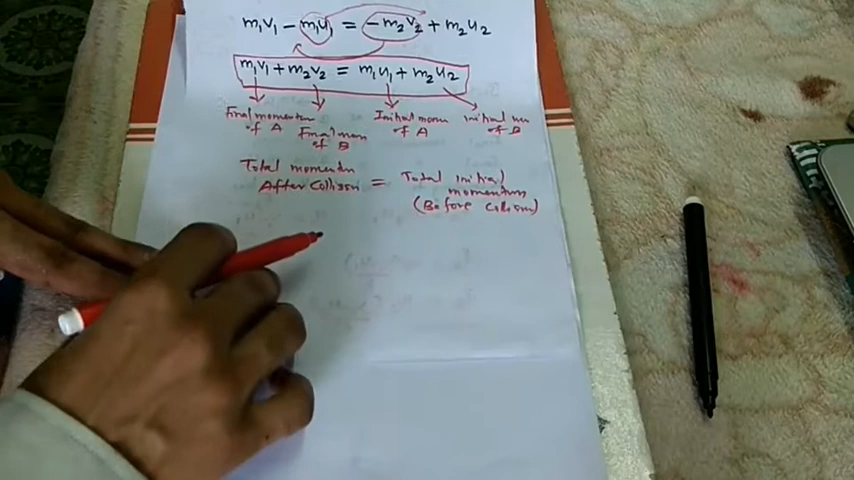 m₁v₁ - m₁u₁ = -m₂v₂ + m₂u₂
m₁v₁ + m₂v₂ = m₁u₁ + m₂u₂
Final momentum of A
Final mom of B
Initial mom of A
initial mo of B
Total momentum After Collision = Total initial momentum (Before